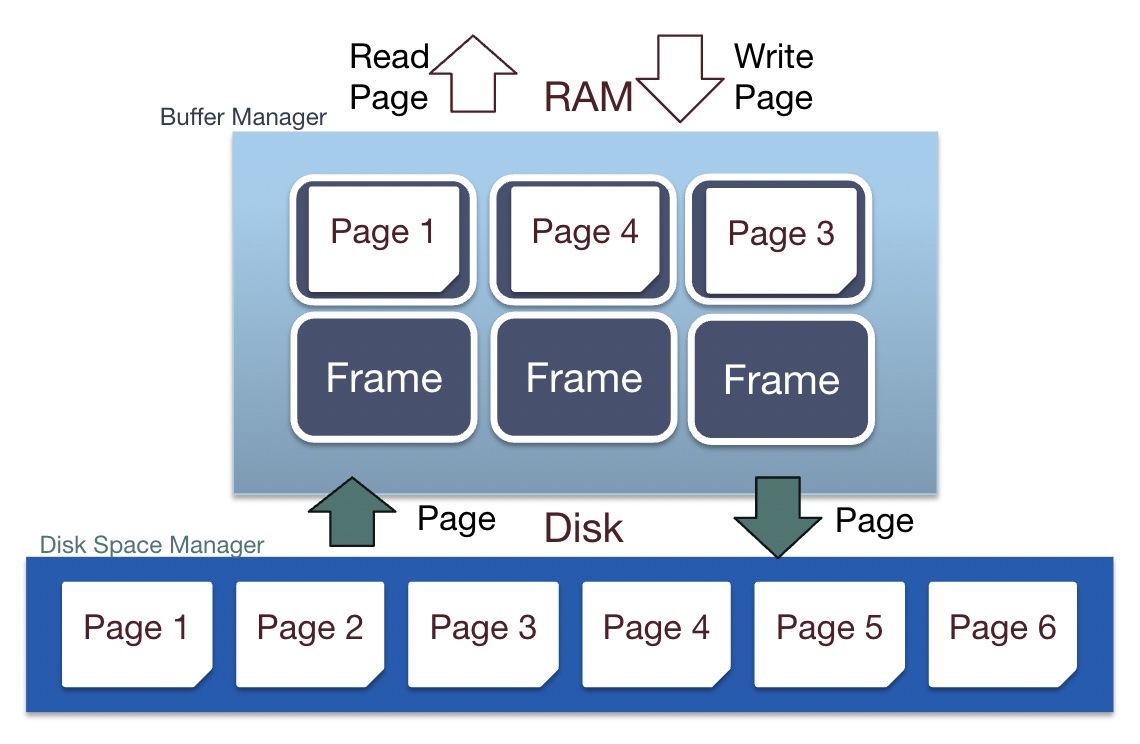 Read
Page
RAM
Write
Page
Buffer Manager
Page 1
Page 4
Page 3
Frame
Frame
Frame
Page
Disk
Page
Disk Space Manager
Page 1
Page 2
Page 3
Page 4
Page 5
Page 6